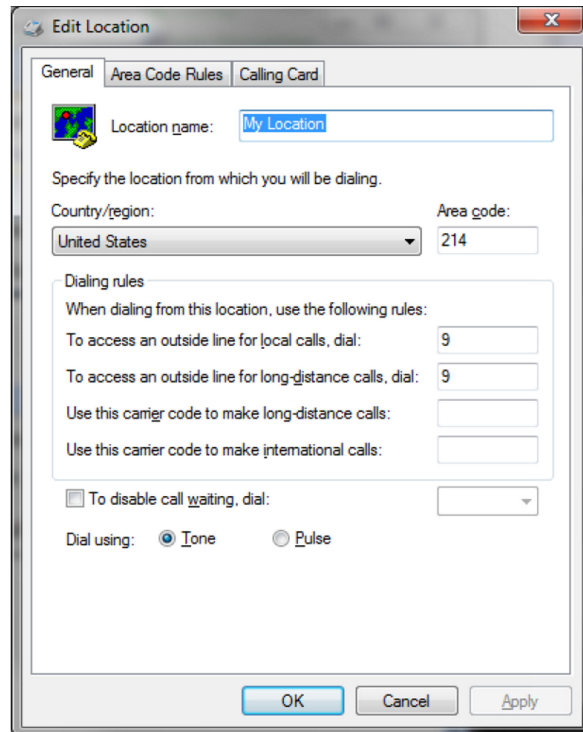 Edit Location
General Area Code Rules Calling Card
Location name: My Location
Specify the location from which you will be dialing.
Country/region: Area code:
United States 214
Dialing rules
When dialing from this location, use the following rules:
To access an outside line for local calls, dial: 9
To access an outside line for long-distance calls, dial: 9
Use this carrier code to make long-distance calls:
Use this carrier code to make international calls:
To disable call waiting, dial:
Dial using: Tone Pulse
OK Cancel Apply